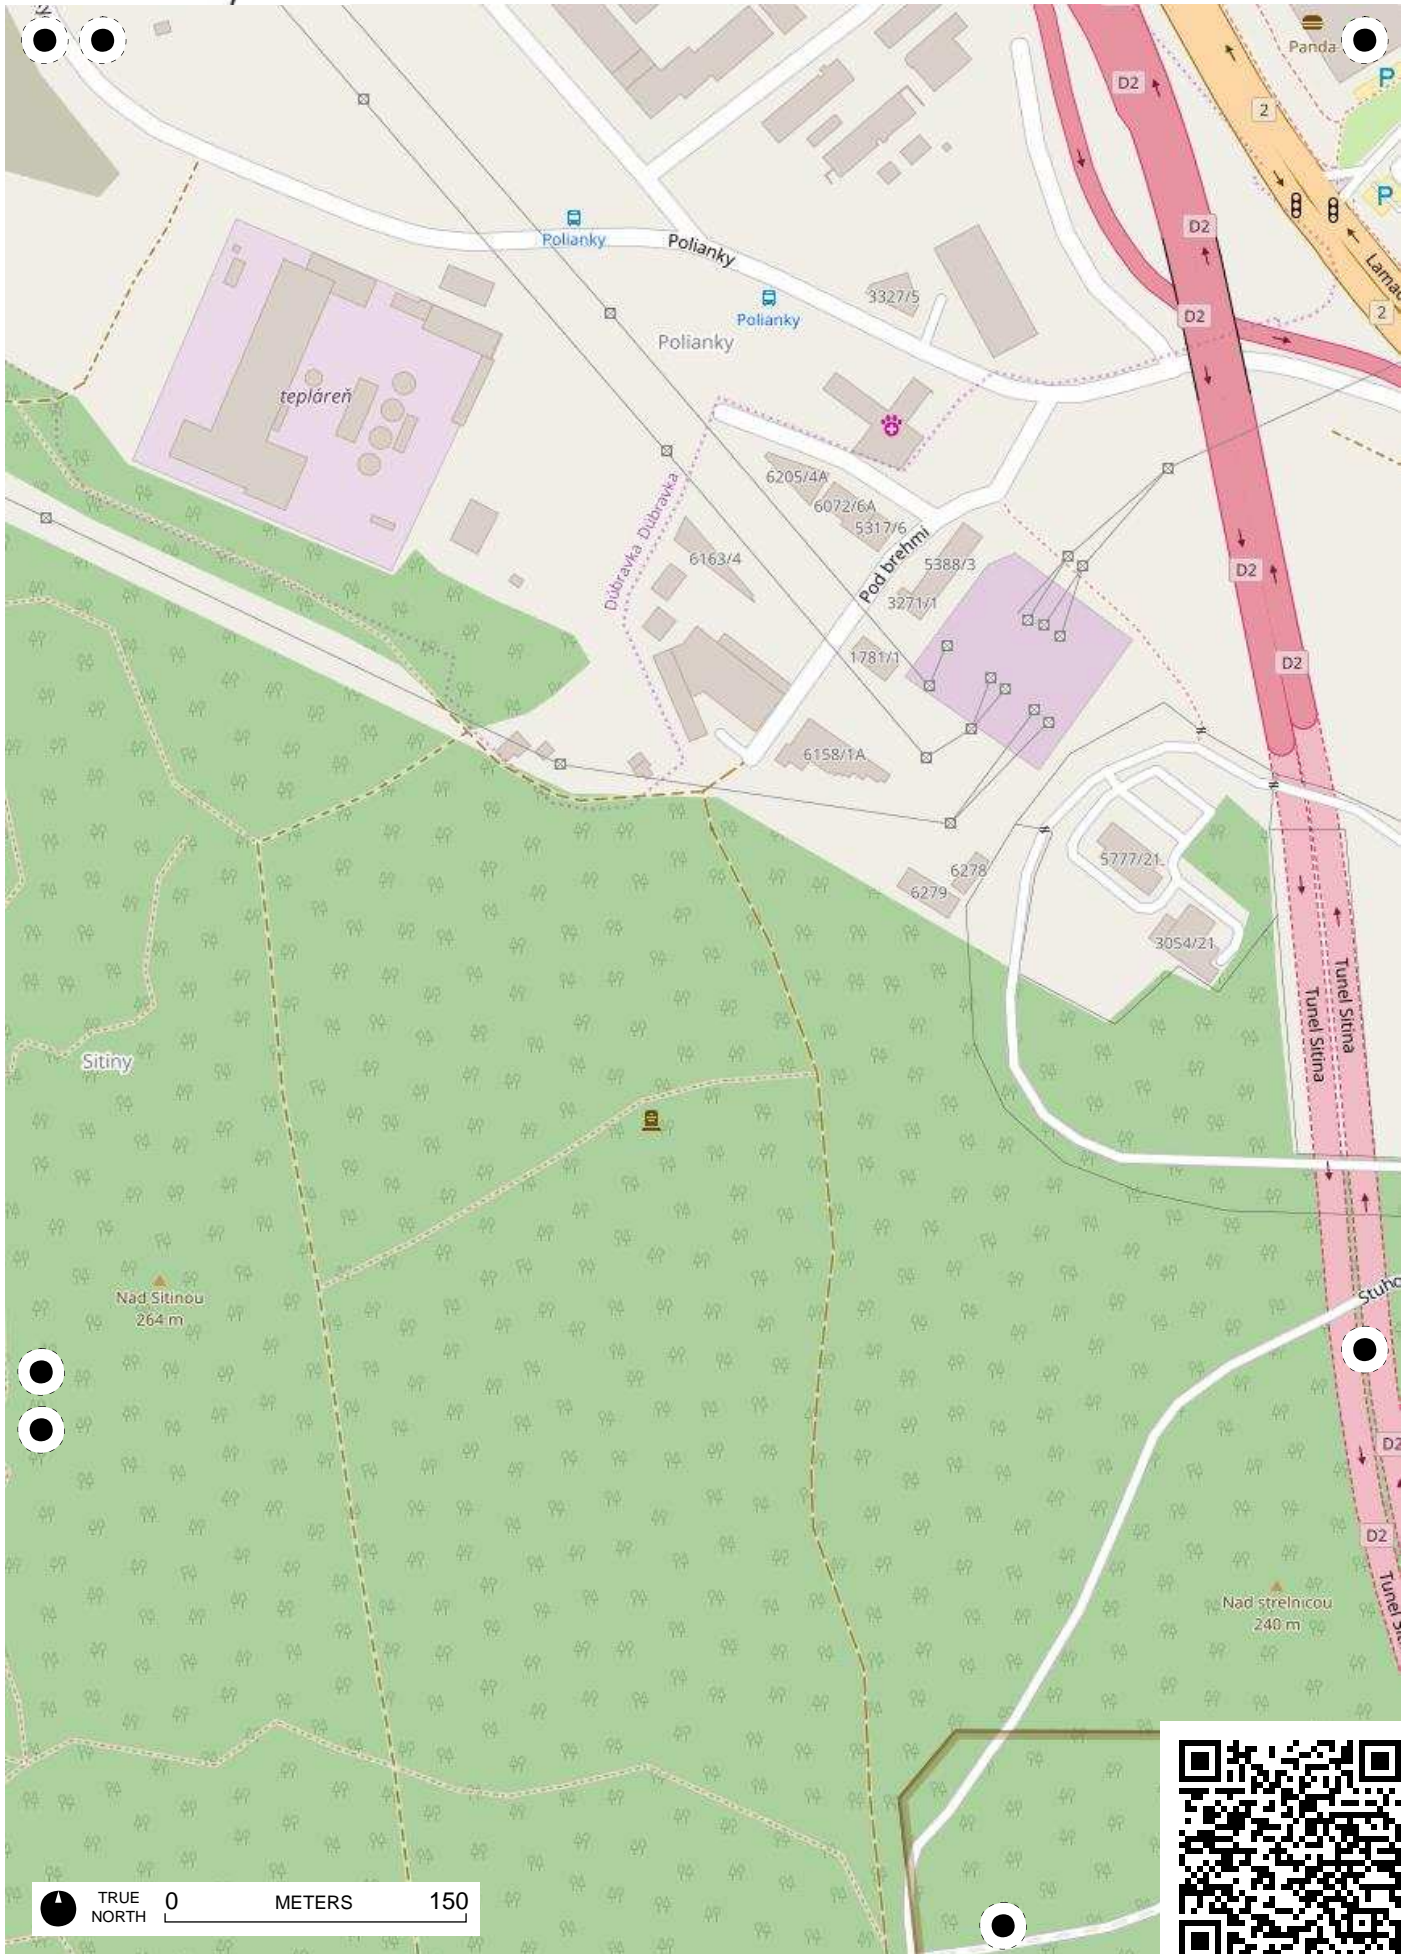 Panda
P
D2
2
P
D2
Polianky
Polianky
3327/5
D2
2
Polianky
Polianky
tepláreň
6205/4A
6072/6A
5317/6
Dúbravka
Dúbravka
6163/4
5388/3
Pod brehmi
D2
3271/1
1781/1
D2
6158/1A
5777/21
6278
6279
3054/21
Tunel Sitina
Tunel Sitina
Sitiny
Nad Sitinou
264 m
D2
Nad strelnicou
240 m
TRUE
NORTH
0
METERS
150